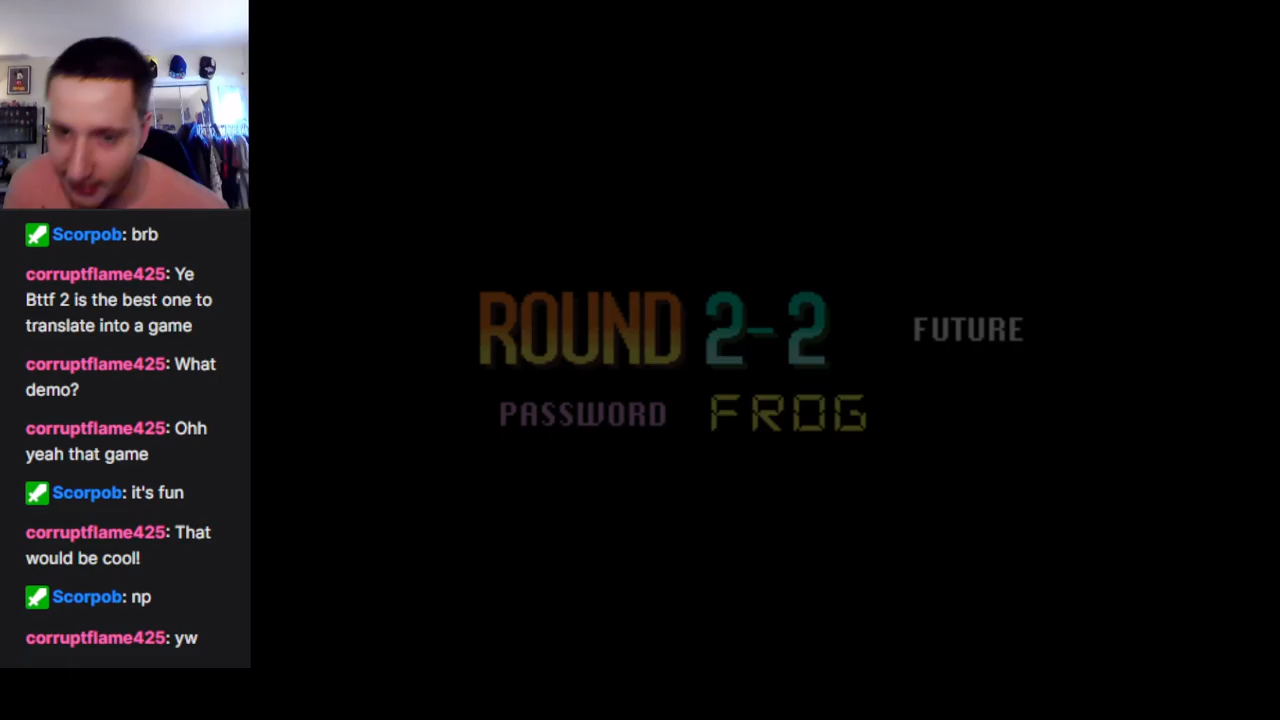 Scorpob: brb
corruptflame425: Ye
Bttf 2 is the best one to
translate into a game
corruptflame425: What
demo?
corruptflame425: Ohh
yeah that game
Scorpob: it's fun
corruptflame425: That
would be cool!
Scorpob: np
corruptflame425: yw
ROUND 2-2 FUTURE
PASSWORD FROG